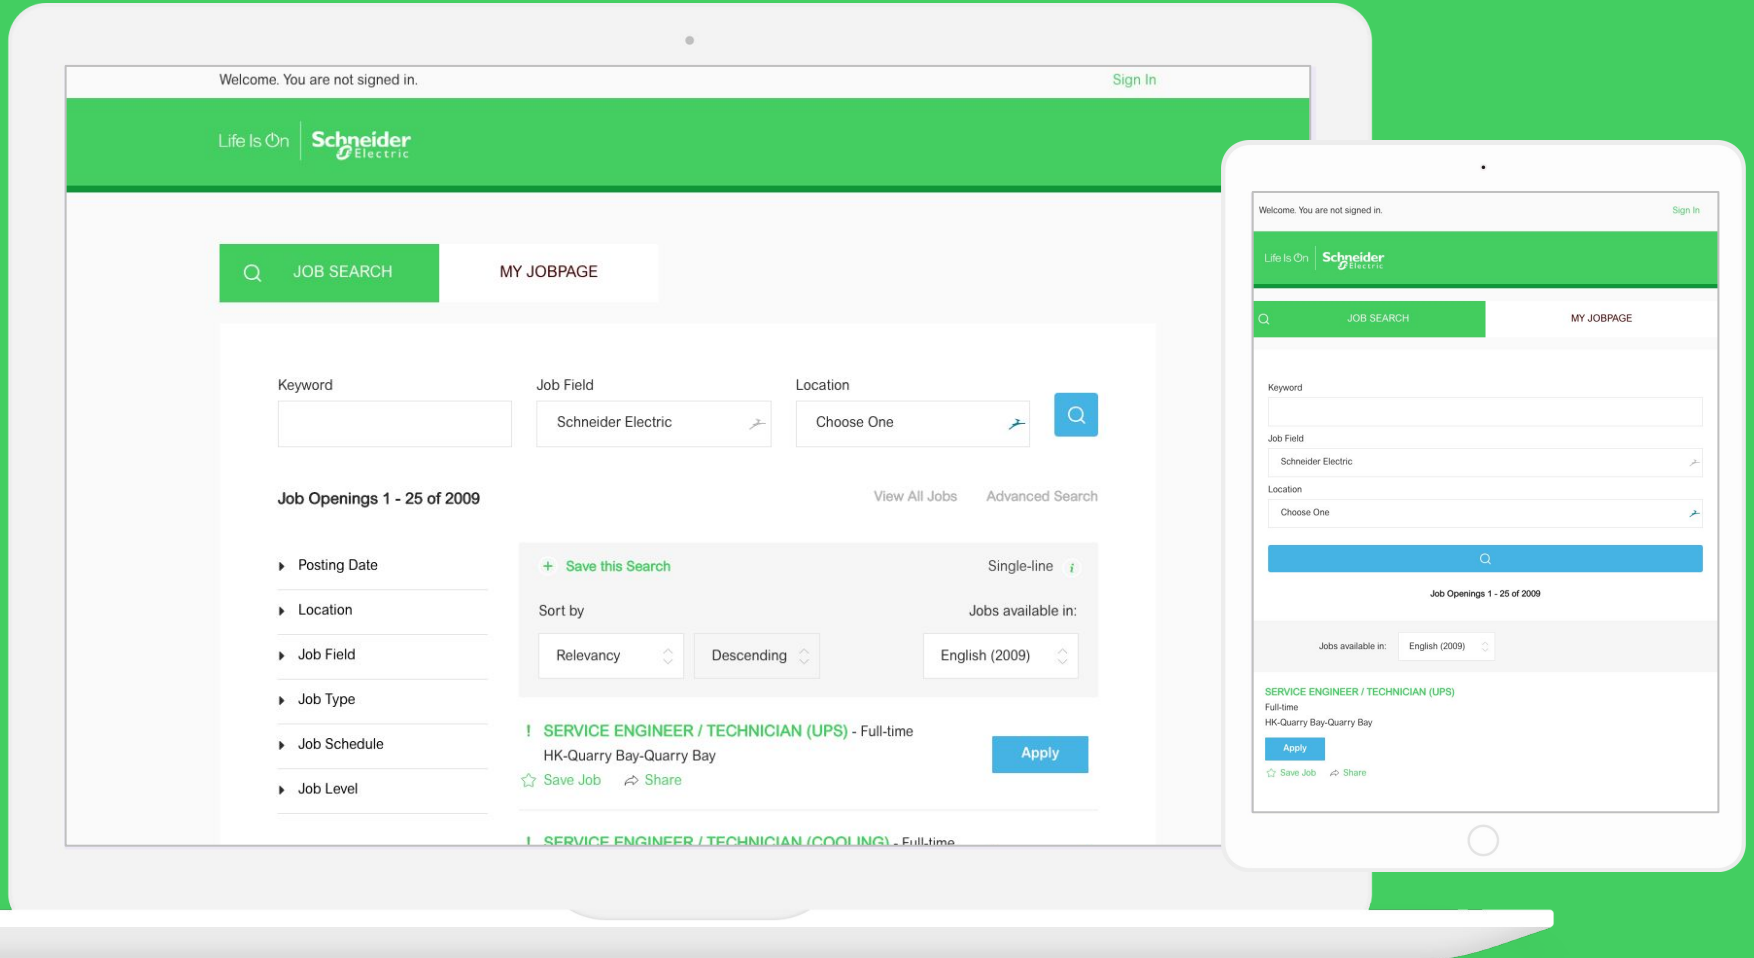 Welcome. You are not signed in. Sign In
Life Is On Schneider Electric
JOB SEARCH MY JOBPAGE
Keyword Job Field Location
Schneider Electric Choose One
Job Openings 1 - 25 of 2009 View All Jobs Advanced Search
Posting Date
Location
Job Field
Job Type
Job Schedule
Job Level
+ Save this Search Single-line i
Sort by Jobs available in:
Relevancy Descending English (2009)
! SERVICE ENGINEER / TECHNICIAN (UPS) - Full-time
HK-Quarry Bay-Quarry Bay
Apply
Save Job Share
! SERVICE ENGINEER / TECHNICIAN (COOLING) - Full-time
Welcome. You are not signed in. Sign In
Life Is On Schneider Electric
JOB SEARCH MY JOBPAGE
Keyword
Job Field
Schneider Electric
Location
Choose One
Job Openings 1 - 25 of 2009
Jobs available in: English (2009)
SERVICE ENGINEER / TECHNICIAN (UPS)
Full-time
HK-Quarry Bay-Quarry Bay
Apply
Save Job Share